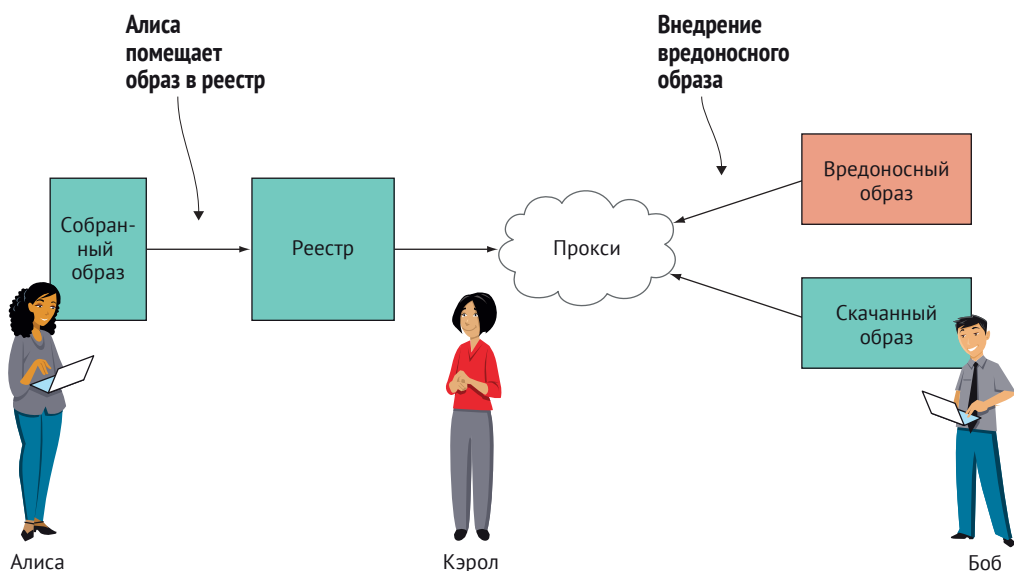 Алиса
помещает
образ в реестр
Внедрение
вредоносного
образа
Собран-
ный
образ
Реестр
Прокси
Вредоносный
образ
Скачанный
образ
Алиса
Кэрол
Боб